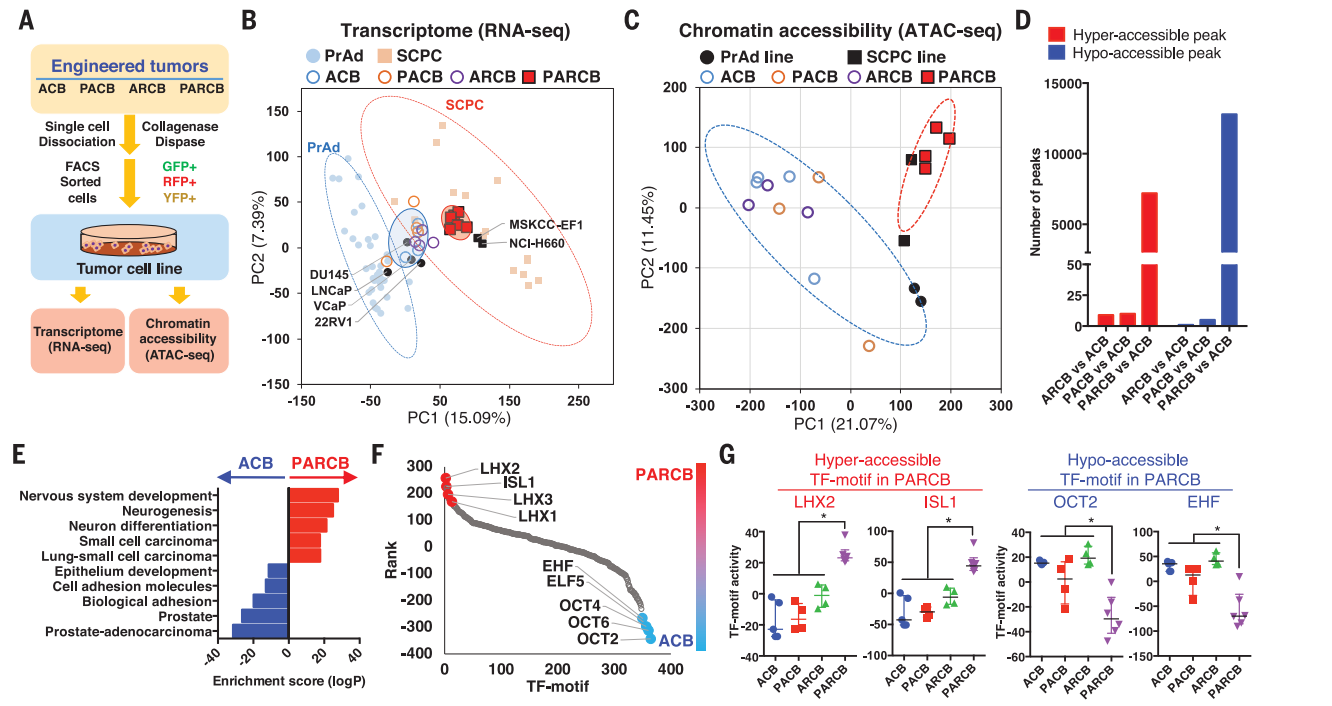 A
Engineered tumors
ACB PACB ARCB PARCB
Single cell
Dissociation
Collagenase
Dispase
FACS
Sorted
cells
GFP+
RFP+
YFP+
Tumor cell line
Transcriptome
(RNA-seq)
Chromatin
accessibility
(ATAC-seq)
B
Transcriptome (RNA-seq)
PrAd SCPC
ACB PACB ARCB PARCB
SCPC
PrAd
MSKCC-EF1
NCI-H660
DU145
LNCaP
VCaP
22RV1
PC2 (7.39%)
150
100
50
0
-50
-100
-150
-150 -50 50 150 250
PC1 (15.09%)
C
Chromatin accessibility (ATAC-seq)
PrAd line SCPC line
ACB PACB ARCB PARCB
PC2 (11.45%)
200
100
0
-100
-200
-300
-300 -200 -100 0 100 200 300
PC1 (21.07%)
D
Hyper-accessible peak
Hypo-accessible peak
Number of peaks
15000
10000
5000
50
25
0
ARCB vs ACB
PACB vs ACB
PARCB vs ACB
ARCB vs ACB
PACB vs ACB
PARCB vs ACB
E
ACB PARCB
Nervous system development
Neurogenesis
Neuron differentiation
Small cell carcinoma
Lung-small cell carcinoma
Epithelium development
Cell adhesion molecules
Biological adhesion
Prostate
Prostate-adenocarcinoma
-40 -20 0 20 40
Enrichment score (logP)
F
Rank
300
200
100
0
-100
-200
-300
-400
LHX2
ISL1
LHX3
LHX1
EHF
ELF5
OCT4
OCT6
OCT2
0 100 200 300 400
TF-motif
PARCB
ACB
G
Hyper-accessible
TF-motif in PARCB
LHX2 ISL1
TF-motif activity
40
20
0
-20
-40
*
ACB
PACB
ARCB
PARCB
100
50
0
-50
-100
*
ACB
PACB
ARCB
PARCB
Hypo-accessible
TF-motif in PARCB
OCT2 EHF
TF-motif activity
40
20
0
-20
-40
-60
*
ACB
PACB
ARCB
PARCB
100
50
0
-50
-100
-150
*
ACB
PACB
ARCB
PARCB